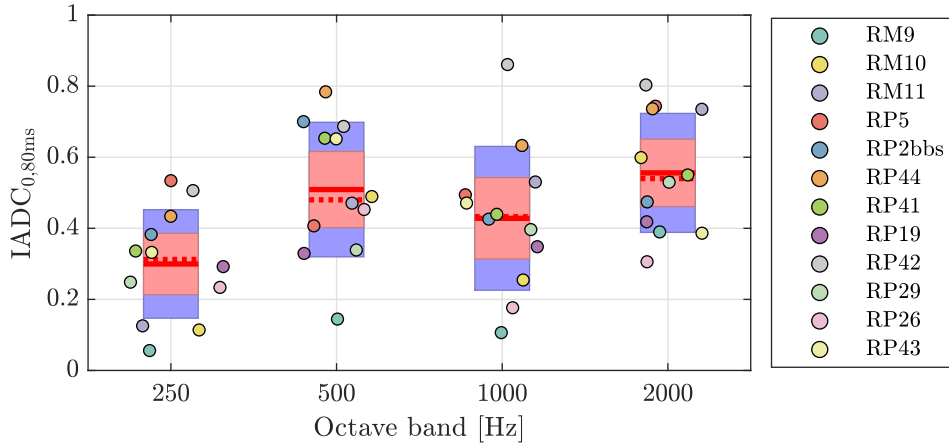 1
0.8
0.6
0.4
0.2
0
IADC0,80ms
250 500 1000 2000
Octave band [Hz]
RM9
RM10
RM11
RP5
RP2bbs
RP44
RP41
RP19
RP42
RP29
RP26
RP43